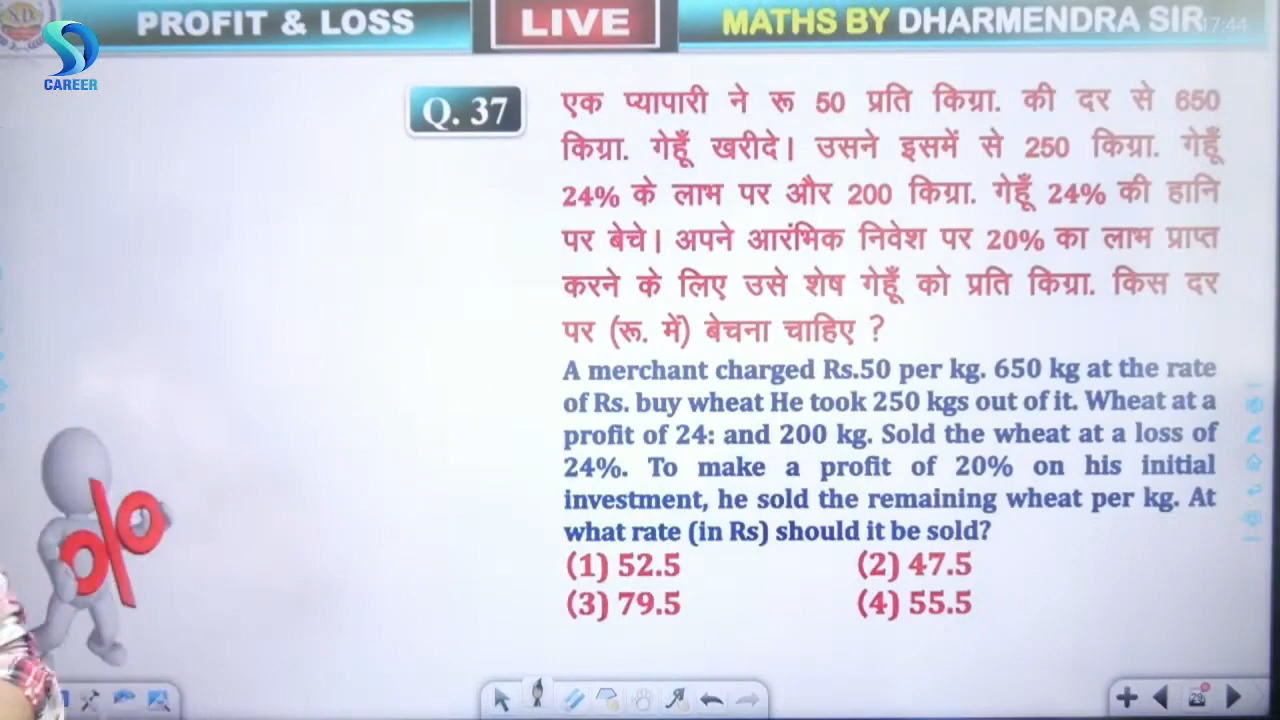 PROFIT & LOSS
LIVE
MATHS BY DHARMENDRA SIR
17:44
CAREER
Q. 37
एक प्यापारी ने रू 50 प्रति किग्रा. की दर से 650
किग्रा. गेहूँ खरीदे। उसने इसमें से 250 किग्रा. गेहूँ
24% के लाभ पर और 200 किग्रा. गेहूँ 24% की हानि
पर बेचे। अपने आरंभिक निवेश पर 20% का लाभ प्राप्त
करने के लिए उसे शेष गेहूँ को प्रति किग्रा. किस दर
पर (रू. में) बेचना चाहिए ?
A merchant charged Rs.50 per kg. 650 kg at the rate
of Rs. buy wheat He took 250 kgs out of it. Wheat at a
profit of 24: and 200 kg. Sold the wheat at a loss of
24%. To make a profit of 20% on his initial
investment, he sold the remaining wheat per kg. At
what rate (in Rs) should it be sold?
(1) 52.5 (2) 47.5
(3) 79.5 (4) 55.5
%